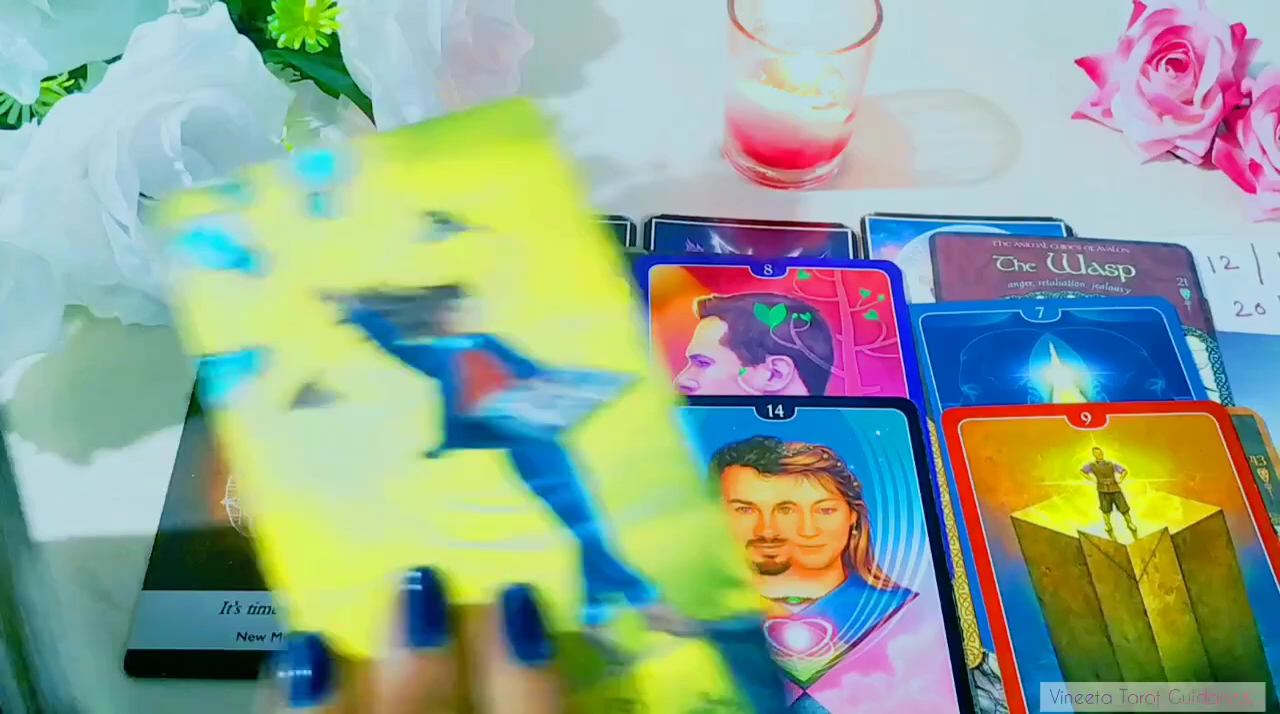 THE ANIMAL GUIDES OF AVALON
The Wasp
anger, retaliation, jealousy
21
12 /
20
8
7
14
9
43
It's time
New M
Vineeta Tarot Guidance